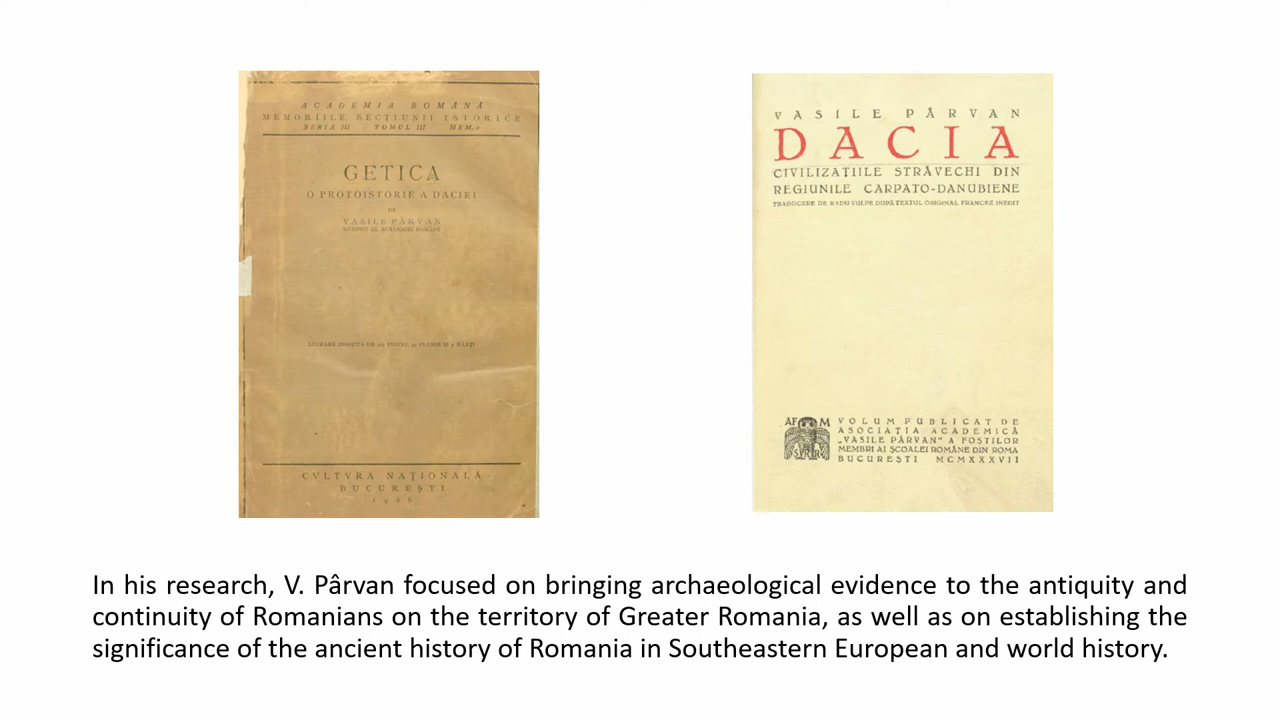 ACADEMIA ROMÂNĂ
MEMORIILE SECȚIUNII ISTORICE
SERIA III TOMUL III MEM. 2
GETICA
O PROTOISTORIE A DACIEI
DE
VASILE PÂRVAN
MEMBRU AL ACADEMIEI ROMÂNE
CVLTVRA NAȚIONALĂ
BUCUREȘTI
1926
VASILE PÂRVAN
DACIA
CIVILIZAȚIILE STRĂVECHI DIN
REGIUNILE CARPATO-DANUBIENE
TRADUCERE DE RADU VULPE DUPĂ TEXTUL ORIGINAL FRANCEZ INEDIT
VOLUM PUBLICAT DE
ASOCIAȚIA ACADEMICĂ
„VASILE PÂRVAN” A FOȘTILOR
MEMBRI AI ȘCOALEI ROMÂNE DIN ROMA
BUCUREȘTI MCMXXXVII
In his research, V. Pârvan focused on bringing archaeological evidence to the antiquity and
continuity of Romanians on the territory of Greater Romania, as well as on establishing the
significance of the ancient history of Romania in Southeastern European and world history.